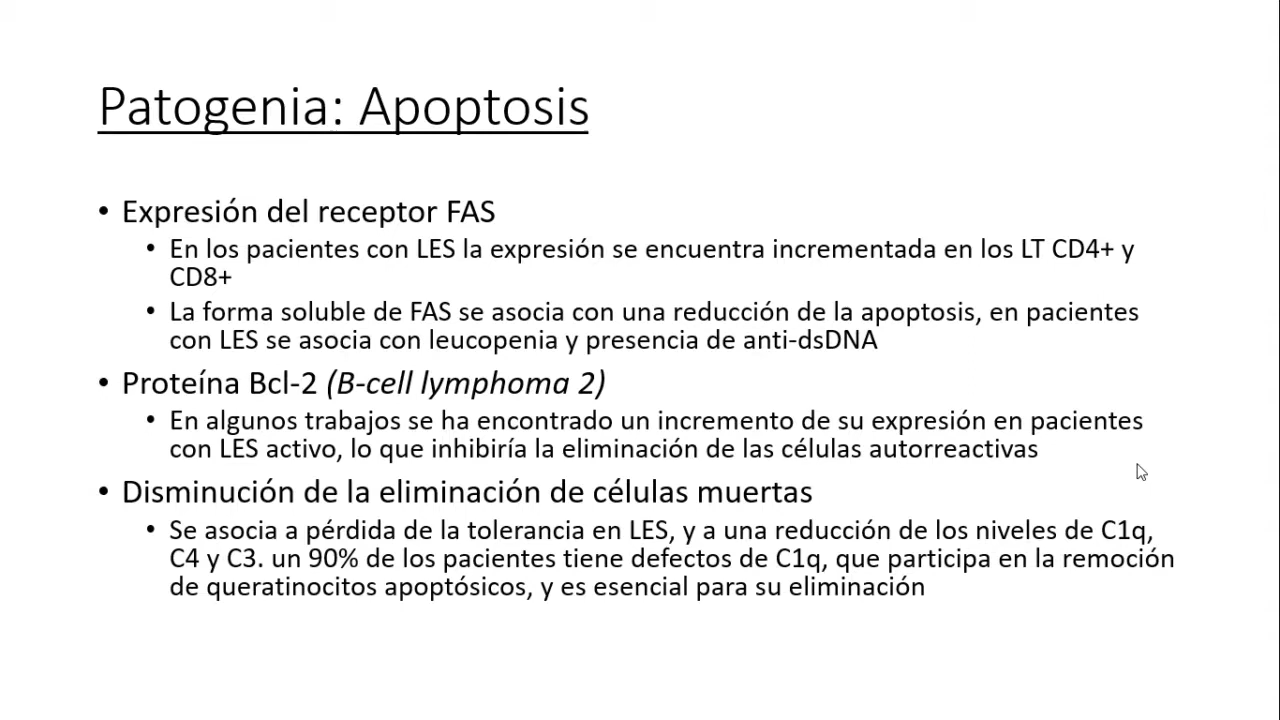 Patogenia: Apoptosis
• Expresión del receptor FAS
• En los pacientes con LES la expresión se encuentra incrementada en los LT CD4+ y
CD8+
• La forma soluble de FAS se asocia con una reducción de la apoptosis, en pacientes
con LES se asocia con leucopenia y presencia de anti-dsDNA
• Proteína Bcl-2 (B-cell lymphoma 2)
• En algunos trabajos se ha encontrado un incremento de su expresión en pacientes
con LES activo, lo que inhibiría la eliminación de las células autorreactivas
• Disminución de la eliminación de células muertas
• Se asocia a pérdida de la tolerancia en LES, y a una reducción de los niveles de C1q,
C4 y C3. un 90% de los pacientes tiene defectos de C1q, que participa en la remoción
de queratinocitos apoptósicos, y es esencial para su eliminación